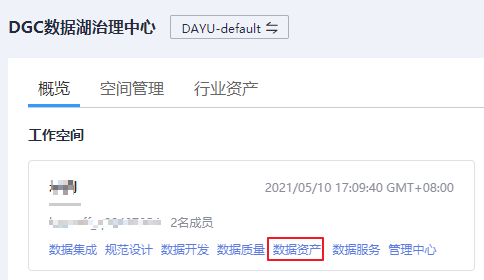 DGC数据湖治理中心 DAYU-default
概览 空间管理 行业资产
工作空间
2021/05/10 17:09:40 GMT+08:00
2名成员
数据集成 规范设计 数据开发 数据质量 数据资产 数据服务 管理中心